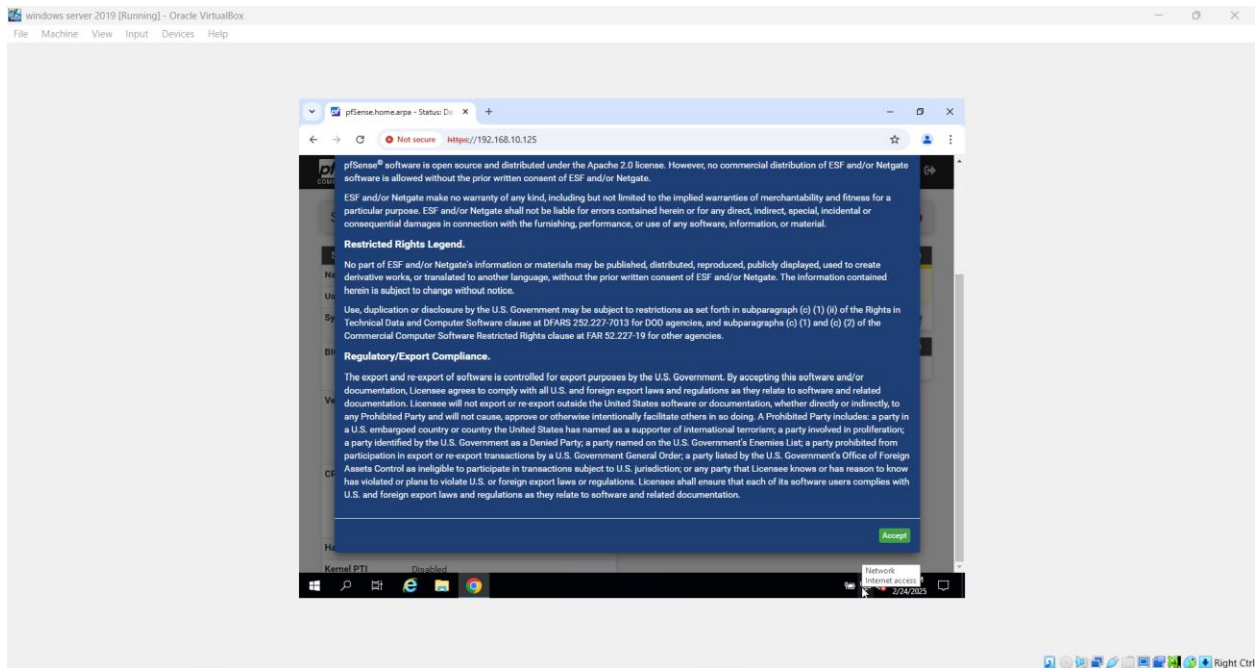 windows server 2019 [Running] - Oracle VirtualBox
File Machine View Input Devices Help
pfSense.home.arpa - Status: Da
Not secure https://192.168.10.125
pfSense® software is open source and distributed under the Apache 2.0 license. However, no commercial distribution of ESF and/or Netgate
software is allowed without the prior written consent of ESF and/or Netgate.
ESF and/or Netgate make no warranty of any kind, including but not limited to the implied warranties of merchantability and fitness for a
particular purpose. ESF and/or Netgate shall not be liable for errors contained herein or for any direct, indirect, special, incidental or
consequential damages in connection with the furnishing, performance, or use of any software, information, or material.
Restricted Rights Legend.
No part of ESF and/or Netgate's information or materials may be published, distributed, reproduced, publicly displayed, used to create
derivative works, or translated to another language, without the prior written consent of ESF and/or Netgate. The information contained
herein is subject to change without notice.
Use, duplication or disclosure by the U.S. Government may be subject to restrictions as set forth in subparagraph (c) (1) (ii) of the Rights in
Technical Data and Computer Software clause at DFARS 252.227-7013 for DOD agencies, and subparagraphs (c) (1) and (c) (2) of the
Commercial Computer Software Restricted Rights clause at FAR 52.227-19 for other agencies.
Regulatory/Export Compliance.
The export and re-export of software is controlled for export purposes by the U.S. Government. By accepting this software and/or
documentation, Licensee agrees to comply with all U.S. and foreign export laws and regulations as they relate to software and related
documentation. Licensee will not export or re-export outside the United States software or documentation, whether directly or indirectly, to
any Prohibited Party and will not cause, approve or otherwise intentionally facilitate others in so doing. A Prohibited Party includes: a party in
a U.S. embargoed country or country the United States has named as a supporter of international terrorism; a party involved in proliferation;
a party identified by the U.S. Government as a Denied Party; a party named on the U.S. Government's Enemies List; a party prohibited from
participation in export or re-export transactions by a U.S. Government General Order; a party listed by the U.S. Government's Office of Foreign
Assets Control as ineligible to participate in transactions subject to U.S. jurisdiction; or any party that Licensee knows or has reason to know
has violated or plans to violate U.S. or foreign export laws or regulations. Licensee shall ensure that each of its software users complies with
U.S. and foreign export laws and regulations as they relate to software and related documentation.
Accept
Kernel PTI Disabled
Network
Internet access
2/24/2025
Right Ctrl